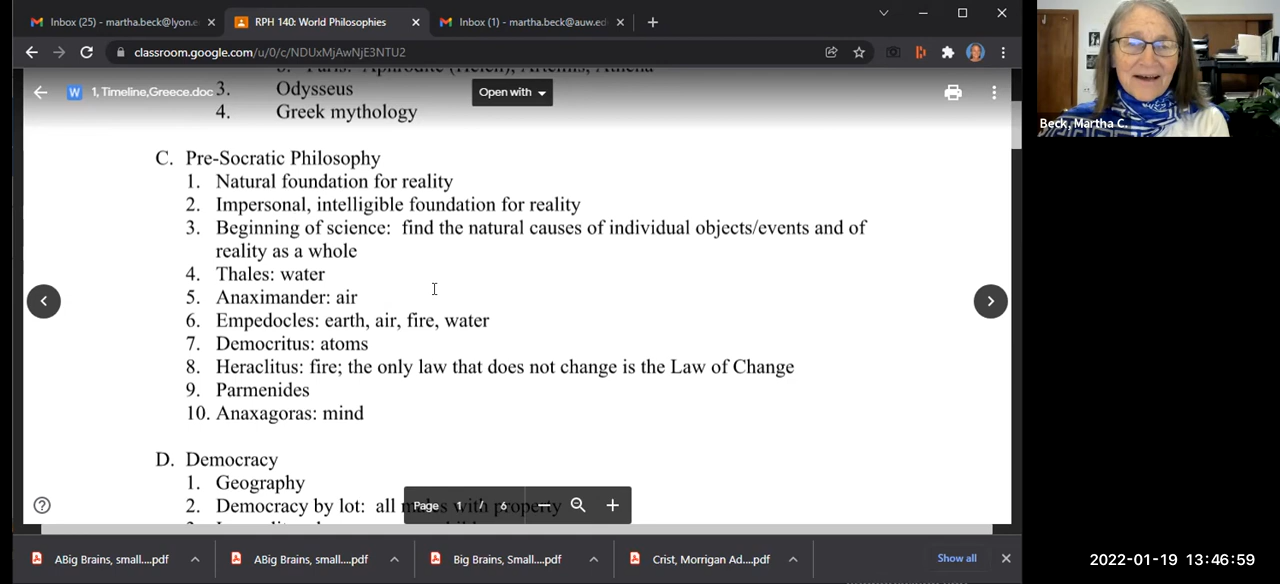 Inbox (25) - martha.beck@lyon.e
RPH 140: World Philosophies
Inbox (1) - martha.beck@auw.ed
classroom.google.com/u/0/c/NDUxMjAwNjE3NTU2
1, Timeline,Greece.doc
Open with
3. Odysseus
4. Greek mythology
Beck, Martha C.
C. Pre-Socratic Philosophy
1. Natural foundation for reality
2. Impersonal, intelligible foundation for reality
3. Beginning of science: find the natural causes of individual objects/events and of
reality as a whole
4. Thales: water
5. Anaximander: air
6. Empedocles: earth, air, fire, water
7. Democritus: atoms
8. Heraclitus: fire; the only law that does not change is the Law of Change
9. Parmenides
10. Anaxagoras: mind
D. Democracy
1. Geography
2. Democracy by lot: all males with property
Page 1 / 6
ABig Brains, small....pdf
ABig Brains, small....pdf
Big Brains, Small....pdf
Crist, Morrigan Ad....pdf
Show all
2022-01-19 13:46:59